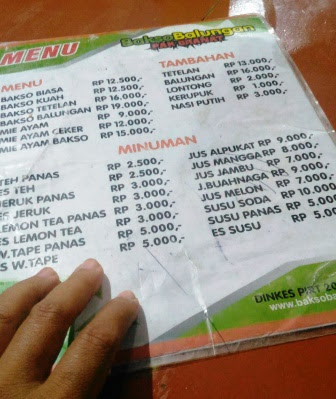 Bakso Balungan
PAK
MENU
MENU
BAKSO BIASA RP 12.500,-
BAKSO KUAH RP 12.500,-
BAKSO TETELAN RP 16.000,-
BAKSO BALUNGAN RP 19.000,-
MIE AYAM RP 9.000,-
MIE AYAM CEKER RP 12.000,-
MIE AYAM BAKSO RP 15.000,-
TAMBAHAN
TETELAN RP 13.000,-
BALUNGAN RP 16.000,-
LONTONG RP 2.000,-
KERUPUK RP 1.000,-
NASI PUTIH RP 3.000,-
MINUMAN
TEH PANAS RP 2.500,-
ES TEH RP 2.500,-
JERUK PANAS RP 3.000,-
ES JERUK RP 3.000,-
LEMON TEA PANAS RP 3.000,-
ES LEMON TEA RP 3.000,-
W.TAPE PANAS RP 5.000,-
S W.TAPE RP 5.000,-
JUS ALPUKAT RP 9.000,-
JUS MANGGA RP 8.000,-
JUS JAMBU RP 7.000,-
J.BUAHNAGA RP 9.000,-
JUS MELON RP 7.000,-
SUSU SODA RP 10.000,-
SUSU PANAS RP 5.000,-
ES SUSU RP 5.000,-
DINKES PIRT 20
www.baksoba